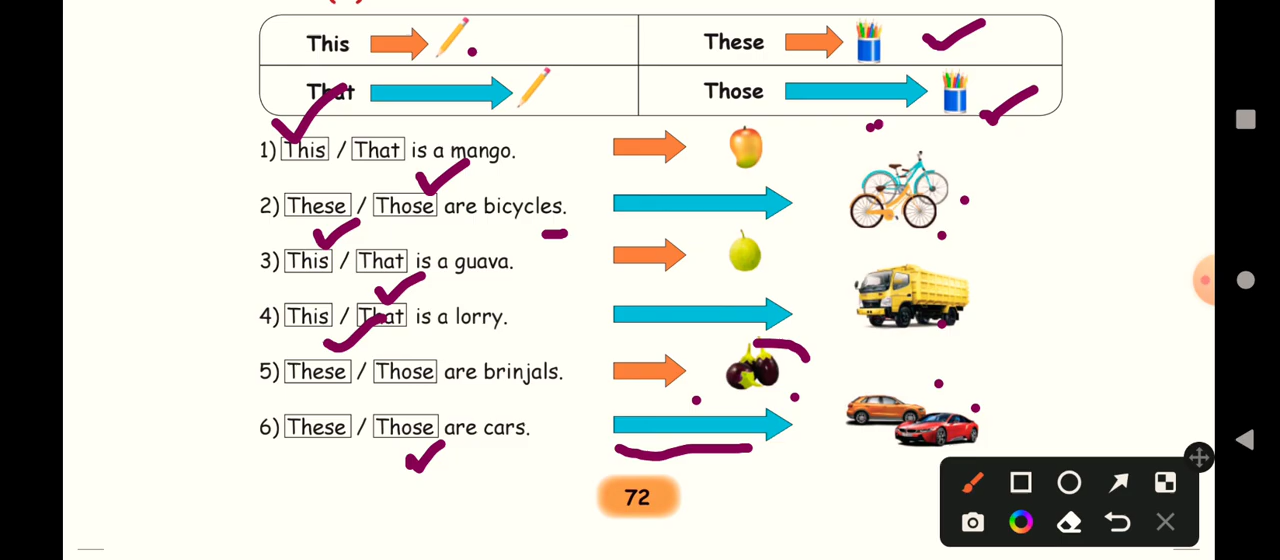 This
These
That
Those
1) This / That is a mango.
2) These / Those are bicycles.
3) This / That is a guava.
4) This / That is a lorry.
5) These / Those are brinjals.
6) These / Those are cars.
72